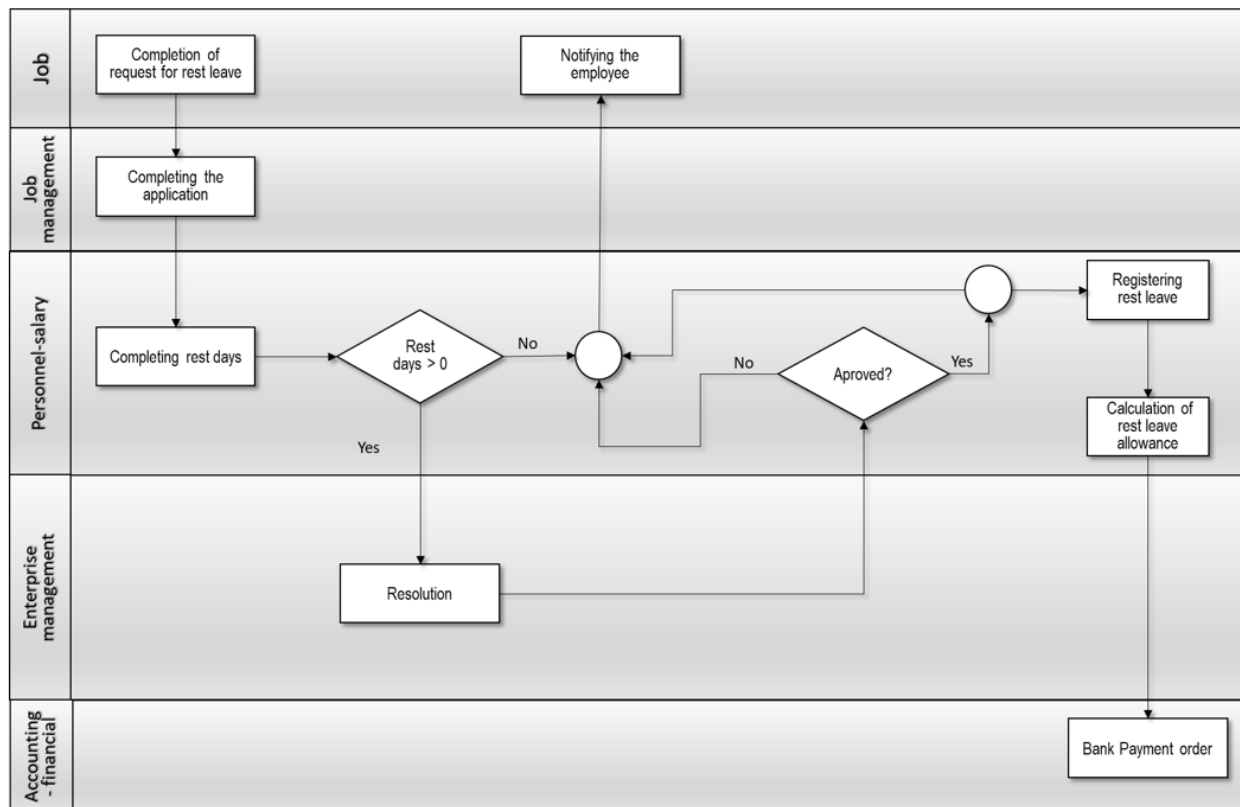 Job
Completion of
request for rest leave
Notifying the
employee
Job
management
Completing the
application
Personnel-salary
Completing rest days
Rest
days > 0
No
Yes
No
Aproved?
Yes
Registering
rest leave
Calculation of
rest leave
allowance
Enterprise
management
Resolution
Accounting
- financial
Bank Payment order